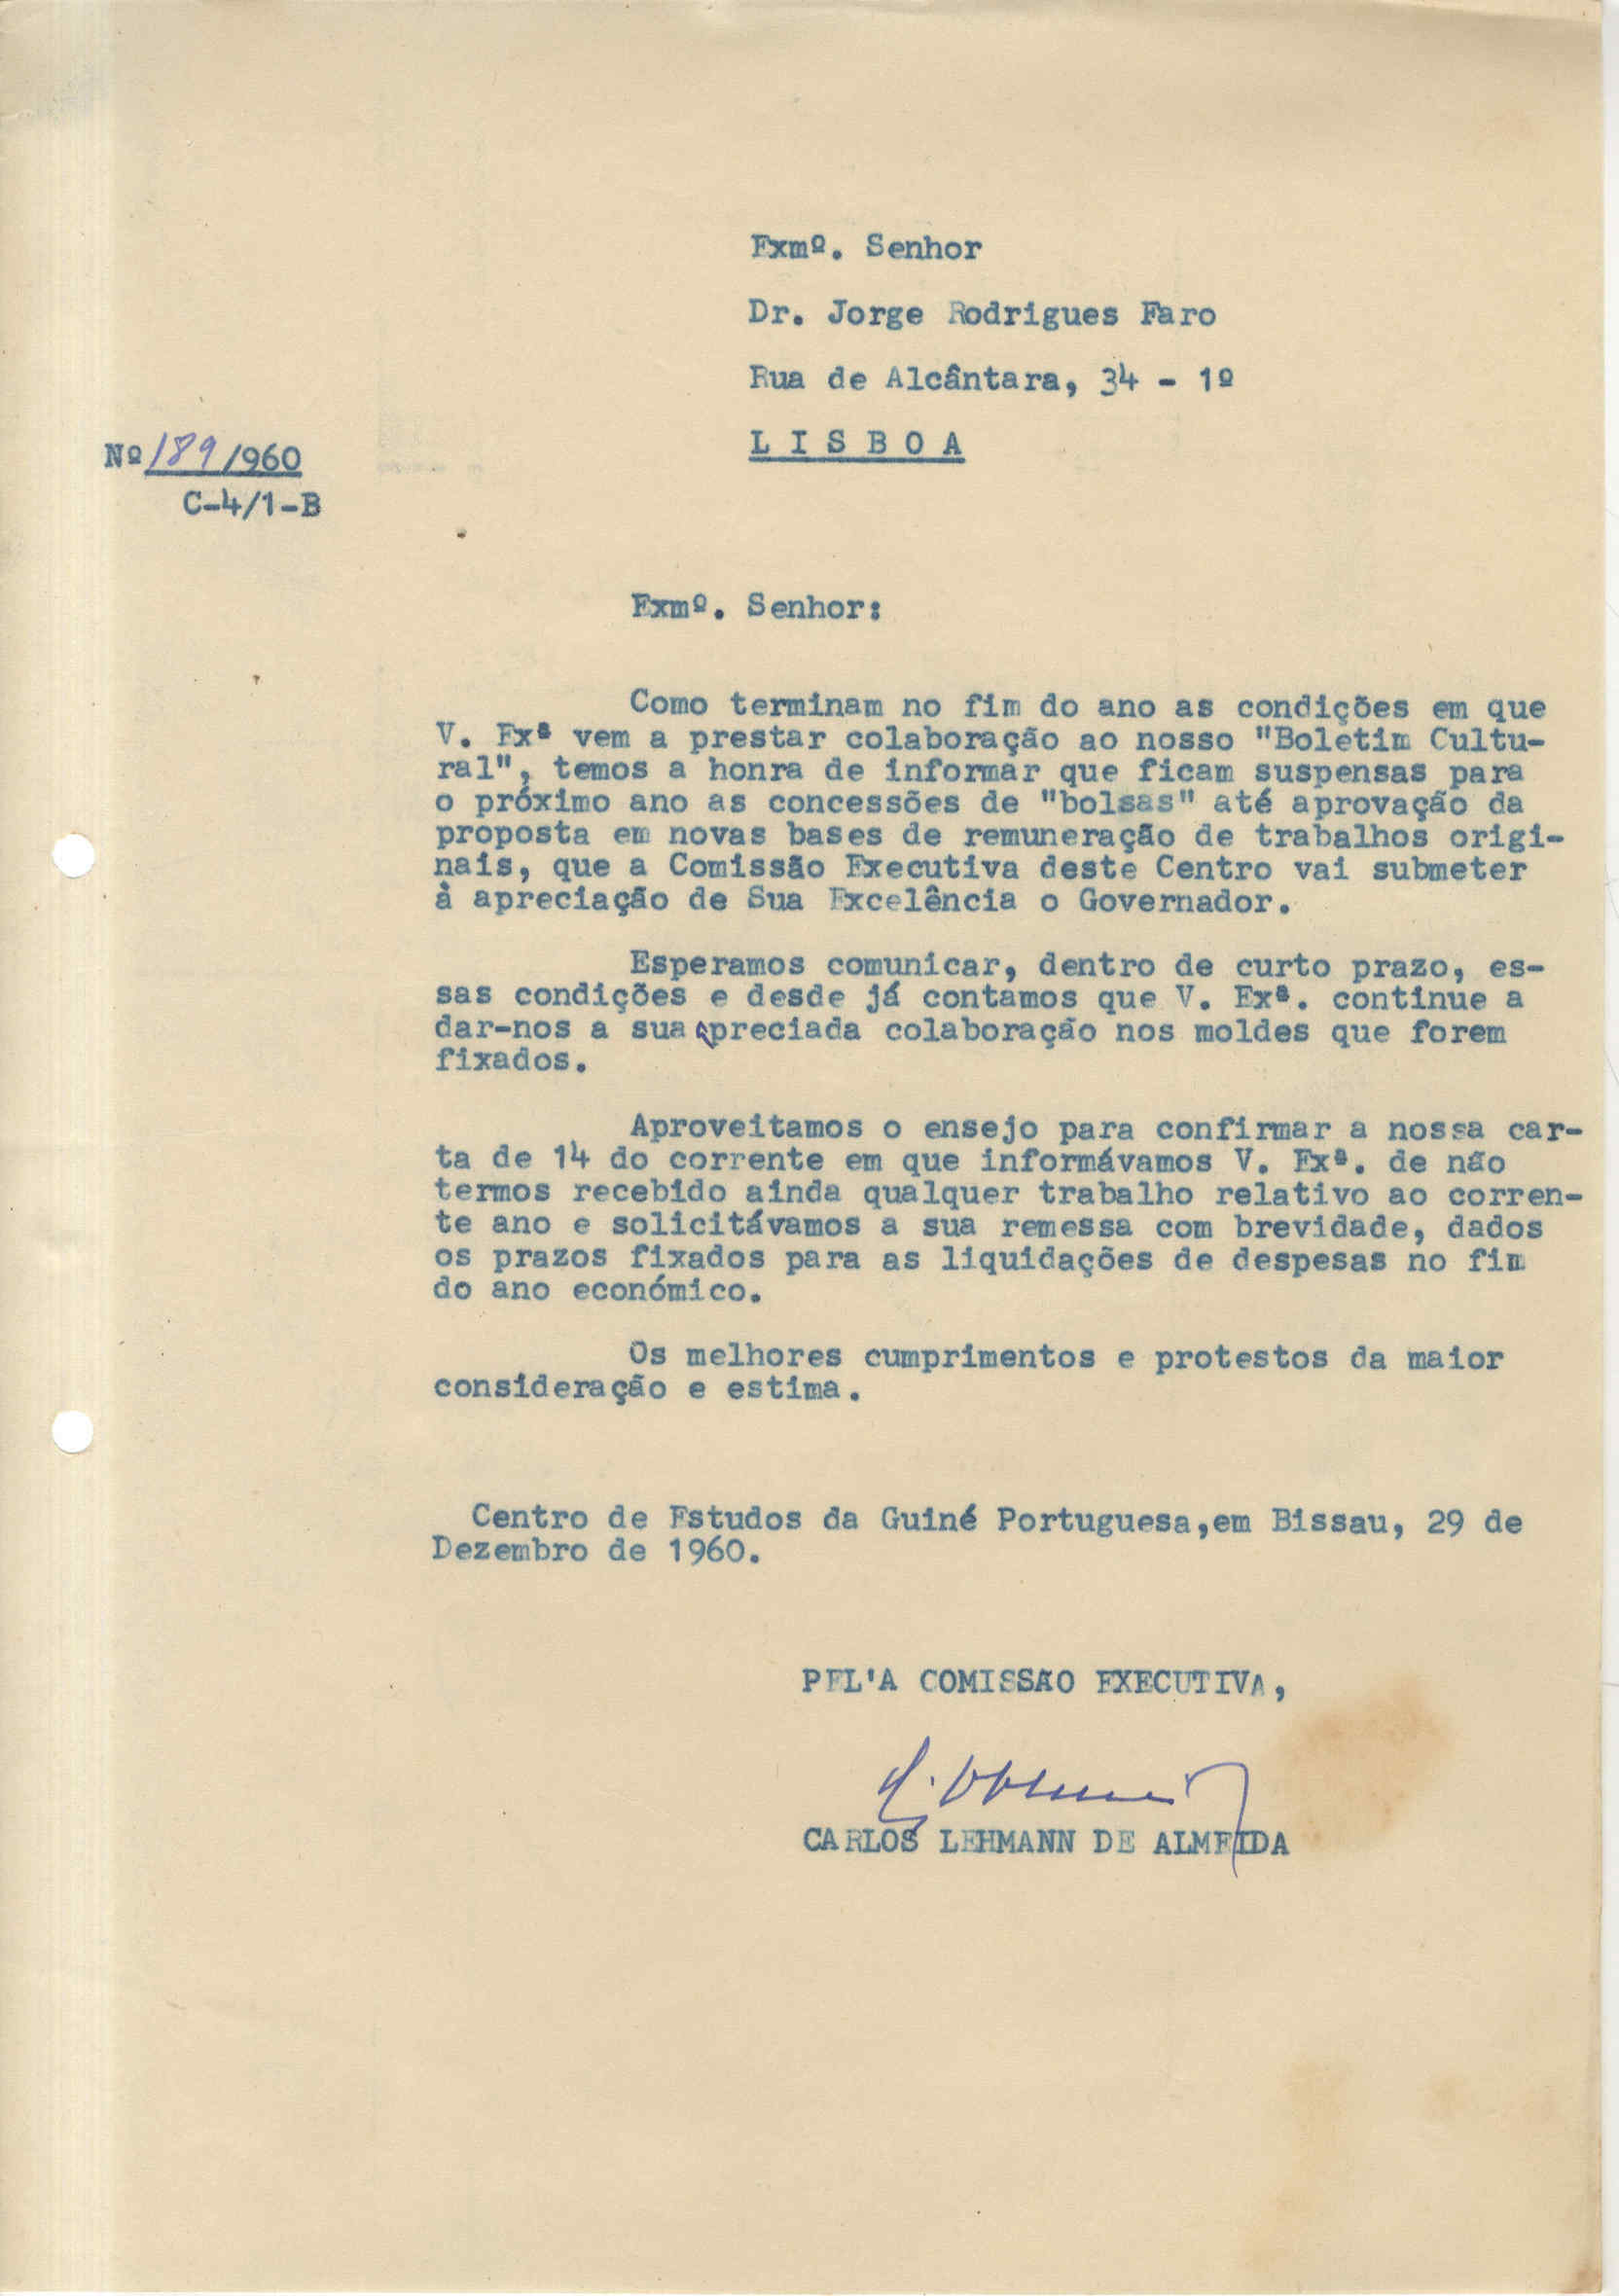 Exmº. Senhor
Dr. Jorge Rodrigues Faro
Rua de Alcântara, 34 - 1º
L I S B O A
Nº 189/960
C-4/1-B
Exmº. Senhor:
Como terminam no fim do ano as condições em que
V. Exª vem a prestar colaboração ao nosso "Boletim Cultu-
ral", temos a honra de informar que ficam suspensas para
o próximo ano as concessões de "bolsas" até aprovação da
proposta em novas bases de remuneração de trabalhos origi-
nais, que a Comissão Executiva deste Centro vai submeter
à apreciação de Sua Excelência o Governador.
Esperamos comunicar, dentro de curto prazo, es-
sas condições e desde já contamos que V. Exª. continue a
dar-nos a sua apreciada colaboração nos moldes que forem
fixados.
Aproveitamos o ensejo para confirmar a nossa car-
ta de 14 do corrente em que informávamos V. Exª. de não
termos recebido ainda qualquer trabalho relativo ao corren-
te ano e solicitávamos a sua remessa com brevidade, dados
os prazos fixados para as liquidações de despesas no fim
do ano económico.
Os melhores cumprimentos e protestos da maior
consideração e estima.
Centro de Estudos da Guiné Portuguesa,em Bissau, 29 de
Dezembro de 1960.
PEL'A COMISSÃO EXECUTIVA,
CARLOS LEHMANN DE ALMEIDA